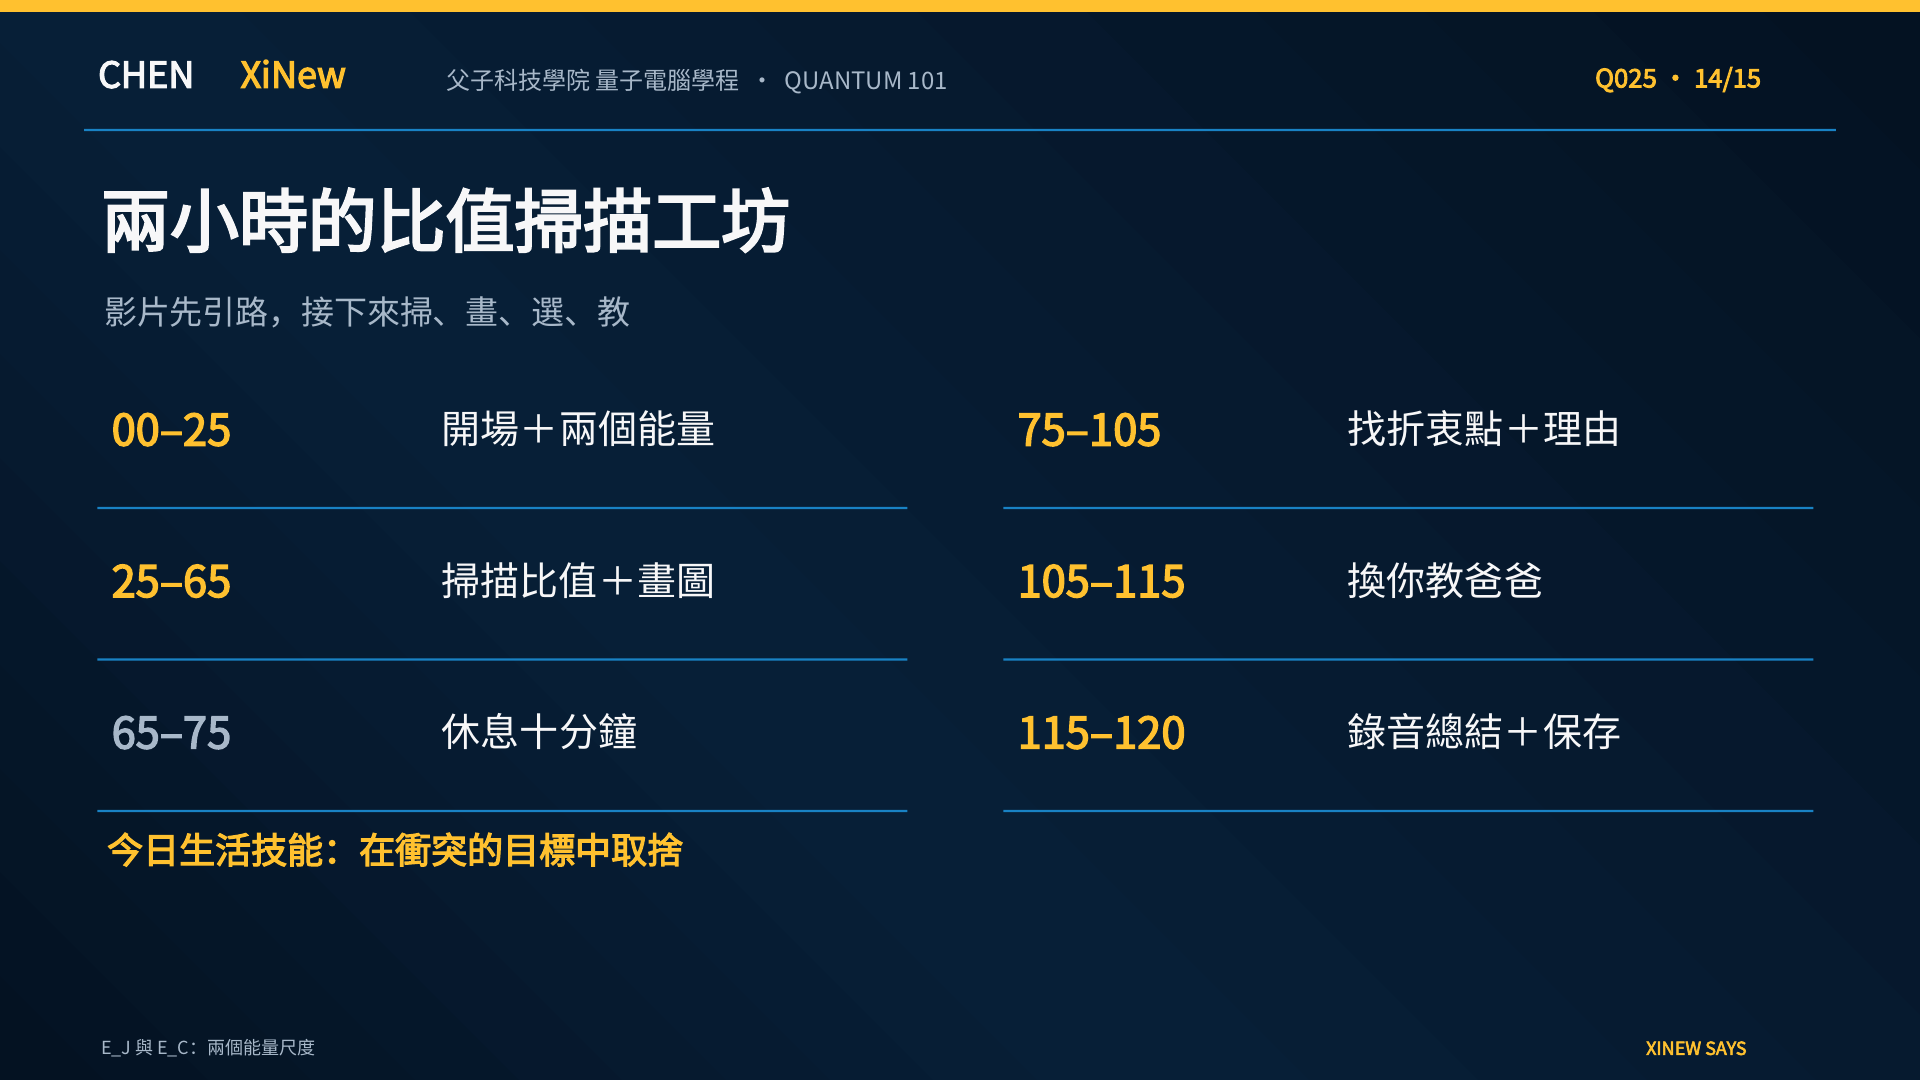 CHEN XiNew 父子科技學院 量子電腦學程 · QUANTUM 101 Q025 · 14/15
兩小時的比值掃描工坊
影片先引路，接下來掃、畫、選、教
00–25 開場＋兩個能量
25–65 掃描比值＋畫圖
65–75 休息十分鐘
75–105 找折衷點＋理由
105–115 換你教爸爸
115–120 錄音總結＋保存
今日生活技能：在衝突的目標中取捨
E_J 與 E_C：兩個能量尺度 XINEW SAYS